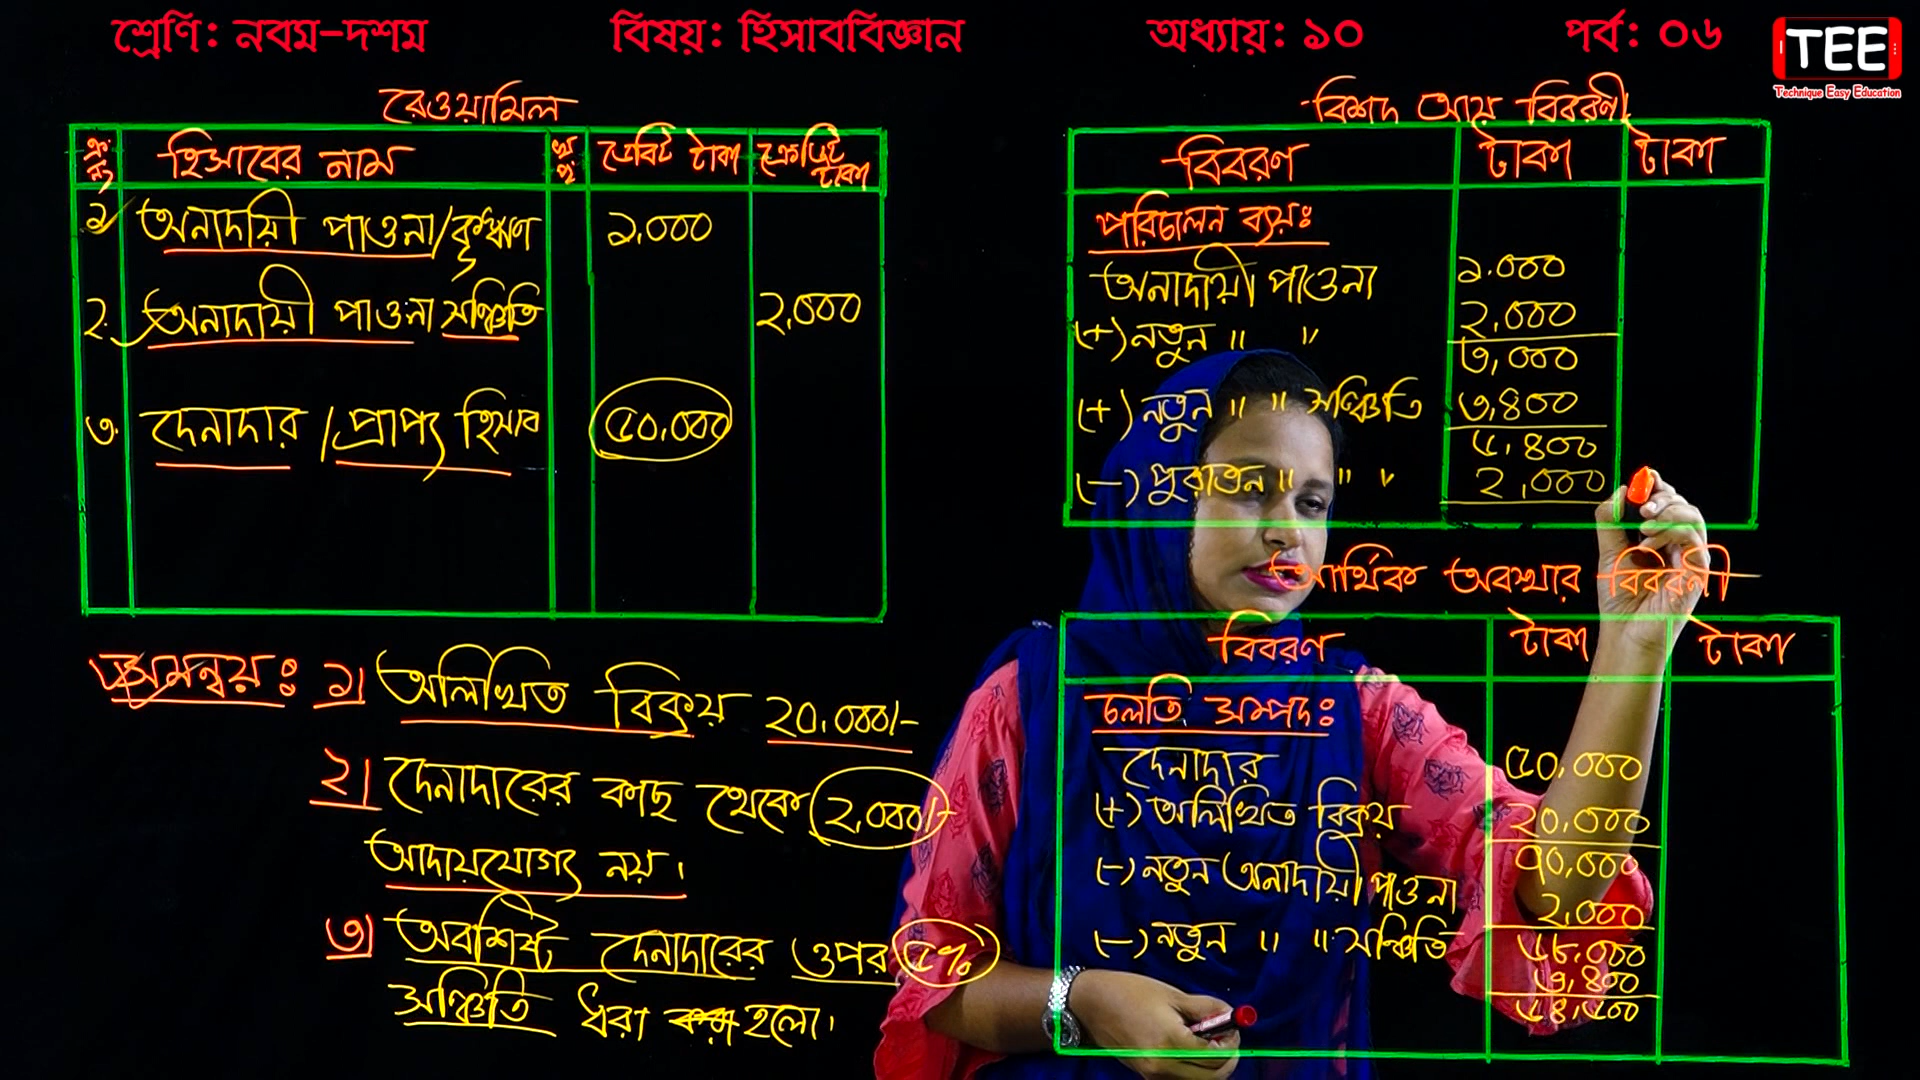 শ্রেণি: নবম-দশম বিষয়: হিসাববিজ্ঞান অধ্যায়: ১০ পর্ব: ০৬
TEE
Technique Easy Education
রেওয়ামিল
ক্র: নং হিসাবের নাম খ: পৃ: ডেবিট টাকা ক্রেডিট টাকা
১ অনাদায়ী পাওনা/কুঋণ ১,০০০
২. অনাদায়ী পাওনা সঞ্চিতি ২,০০০
৩. দেনাদার / প্রাপ্য হিসাব ৫০,০০০
সমন্বয়: ১| অলিখিত বিক্রয় ২০,০০০/-
২| দেনাদারের কাছ থেকে ২,০০০/-
আদায়যোগ্য নয়।
৩| অবশিষ্ট দেনাদারের ওপর ৫%
সঞ্চিতি ধরা হলো।
বিশদ আয় বিবরণী
বিবরণ টাকা টাকা
পরিচালন ব্যয়:
অনাদায়ী পাওনা ১,০০০
(+) নতুন " " ২,০০০
৩,০০০
(+) নতুন " " সঞ্চিতি ৩,৪০০
৬,৪০০
(-) পুরাতন " " " ২,০০০
আর্থিক অবস্থার বিবরণী
বিবরণ টাকা টাকা
চলতি সম্পদ:
দেনাদার ৫০,০০০
(+) অলিখিত বিক্রয় ২০,০০০
৭০,০০০
(-) নতুন অনাদায়ী পাওনা ২,০০০
৬৮,০০০
(-) নতুন " " সঞ্চিতি ৩,৪০০